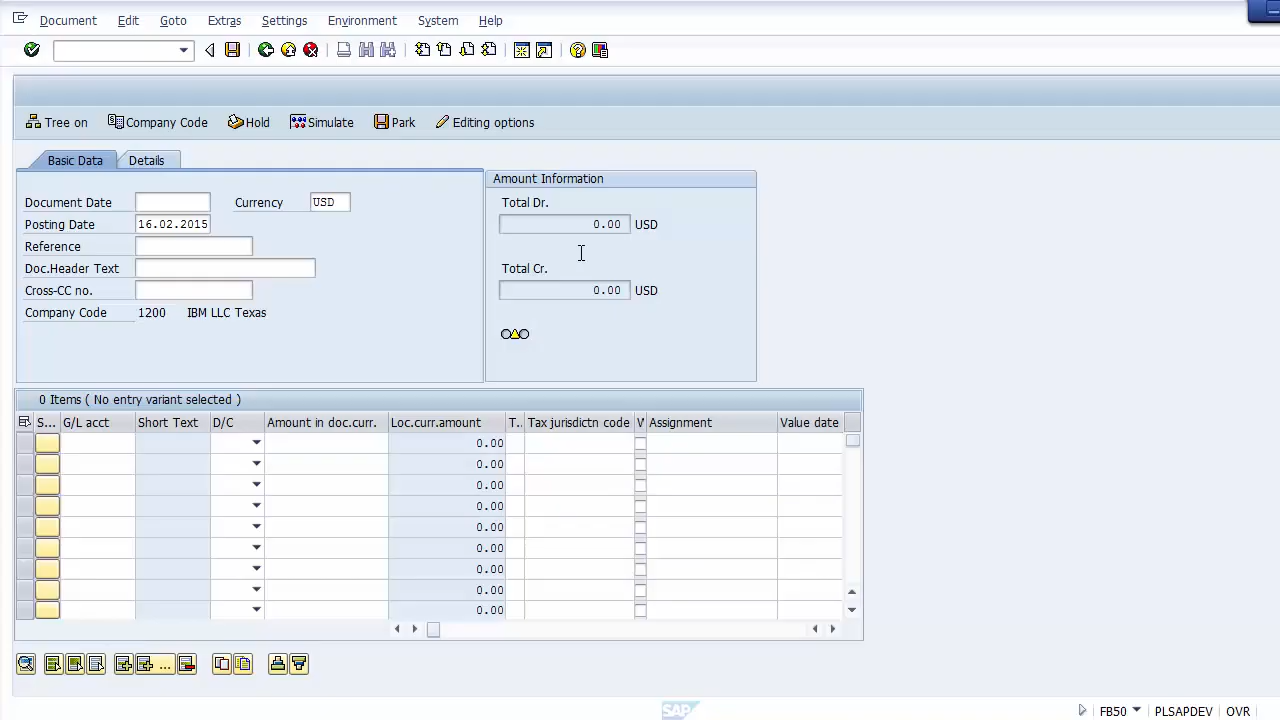 Document Edit Goto Extras Settings Environment System Help
Tree on Company Code Hold Simulate Park Editing options
Basic Data Details
Amount Information
Document Date Currency USD
Total Dr.
Posting Date 16.02.2015
0.00 USD
Reference
Doc.Header Text
Total Cr.
Cross-CC no.
0.00 USD
Company Code 1200 IBM LLC Texas
0 Items ( No entry variant selected )
S... G/L acct Short Text D/C Amount in doc.curr. Loc.curr.amount T.. Tax jurisdictn code V Assignment Value date
0.00
0.00
0.00
0.00
0.00
0.00
0.00
0.00
0.00
SAP
FB50 PLSAPDEV OVR